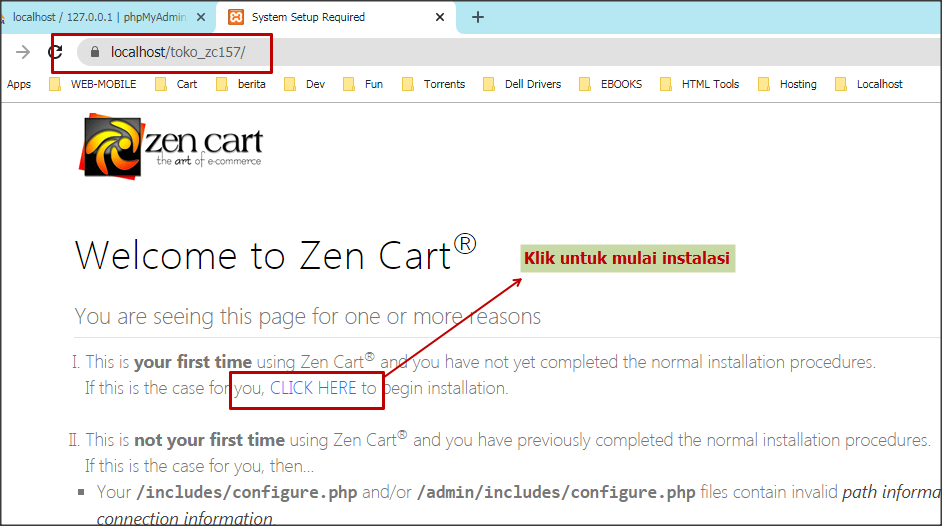 localhost / 127.0.0.1 | phpMyAdmin
System Setup Required
localhost/toko_zc157/
Apps WEB-MOBILE Cart berita Dev Fun Torrents Dell Drivers EBOOKS HTML Tools Hosting Localhost
zen cart
the art of e-commerce
Welcome to Zen Cart®
Klik untuk mulai instalasi
You are seeing this page for one or more reasons
I. This is your first time using Zen Cart® and you have not yet completed the normal installation procedures.
If this is the case for you, CLICK HERE to begin installation.
II. This is not your first time using Zen Cart® and you have previously completed the normal installation procedures.
If this is the case for you, then...
Your /includes/configure.php and/or /admin/includes/configure.php files contain invalid path informa
connection information